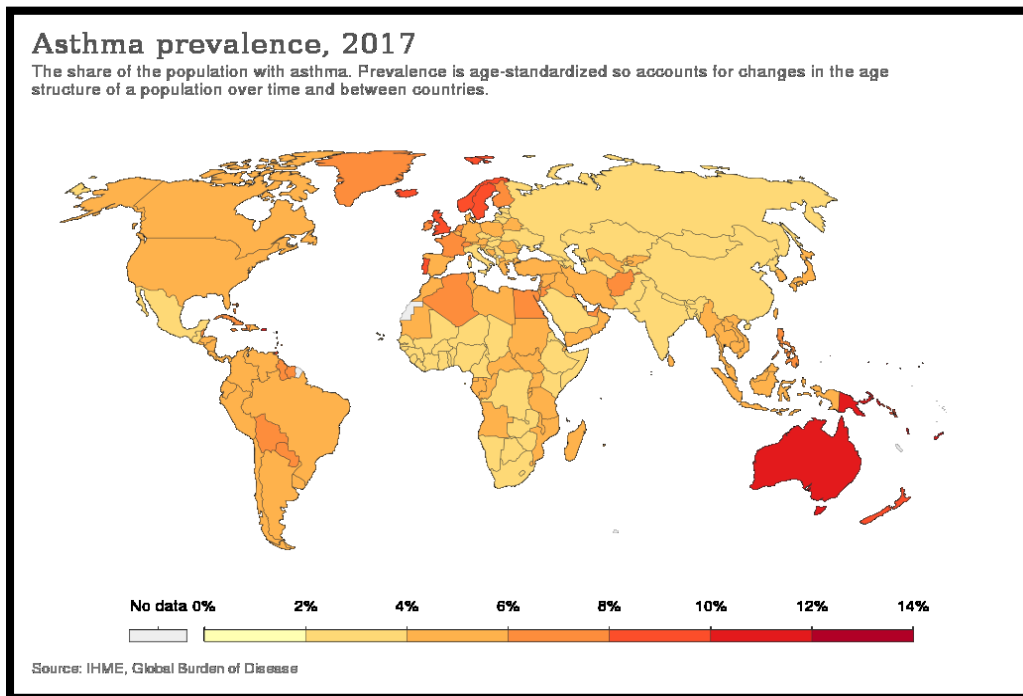 Asthma prevalence, 2017
The share of the population with asthma. Prevalence is age-standardized so accounts for changes in the age
structure of a population over time and between countries.
No data 0% 2% 4% 6% 8% 10% 12% 14%
Source: IHME, Global Burden of Disease